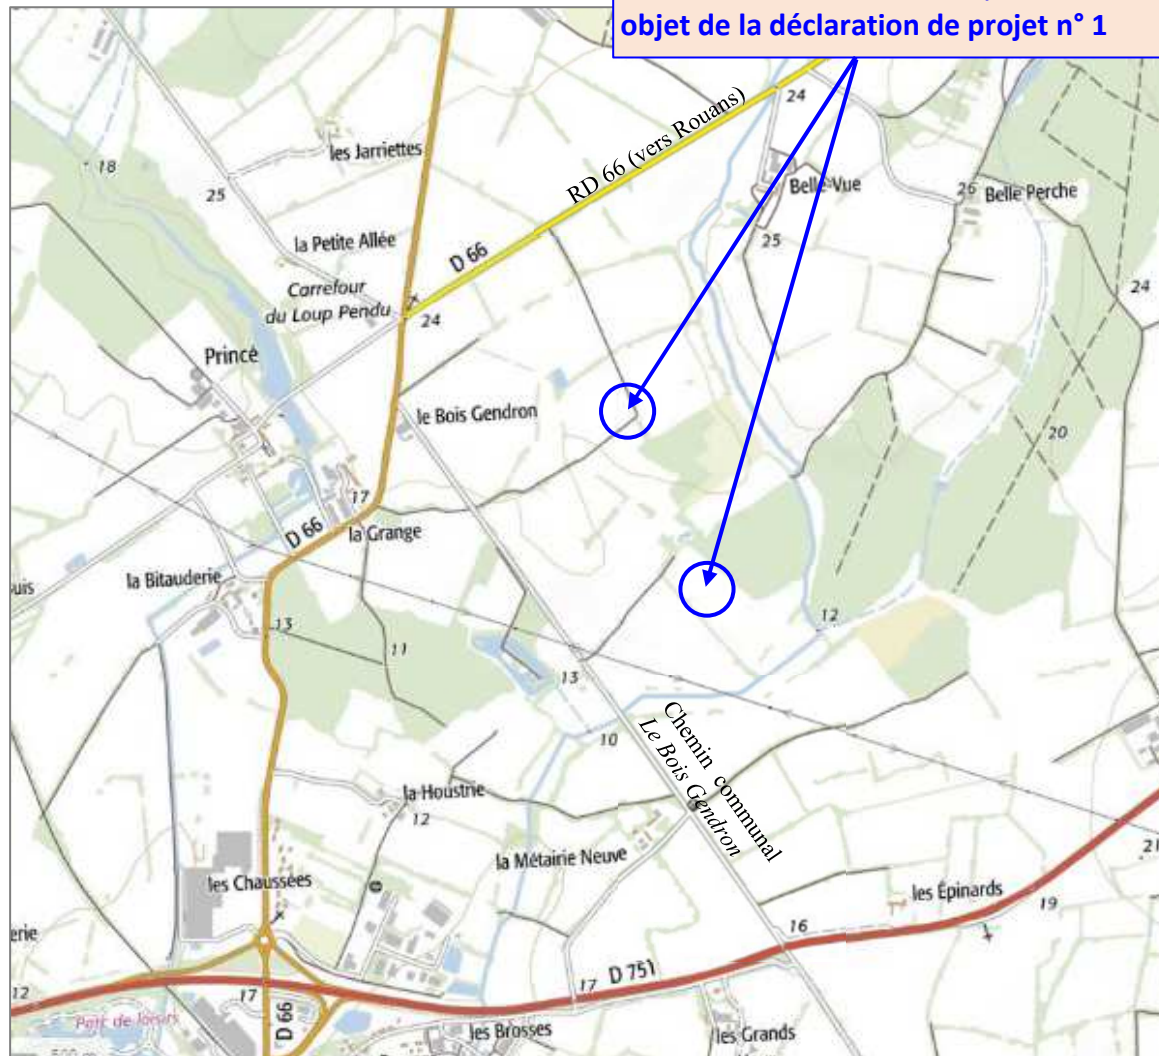 objet de la déclaration de projet n° 1
24
RD 66 (vers Rouans)
les Jarriettes
18
25
Belle-Vue
26
Belle Perche
la Petite Allée
25
D 66
Carrefour
du Loup Pendu
24
24
Princé
le Bois Gendron
20
17
la Grange
D 66
uis
la Bitauderie
13
12
11
13
10
Chemin communal
Le Bois Gendron
la Houstrie
12
la Métairie Neuve
21
les Chaussées
les Épinards
19
erie
16
17
D 751
12
17
Parc de loisirs
D 66
les Brosses
les Grands
500 m